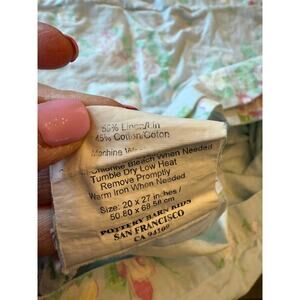 55% Linen/Lin
45% Cotton/Coton
Machine
Chlorine Bleach When Needed
Tumble Dry Low Heat
Remove Promptly
Warm Iron When Needed
Size: 20 x 27 inches /
50.80 x 68.58 cm
POTTERY BARN KIDS
SAN FRANCISCO
CA 94109